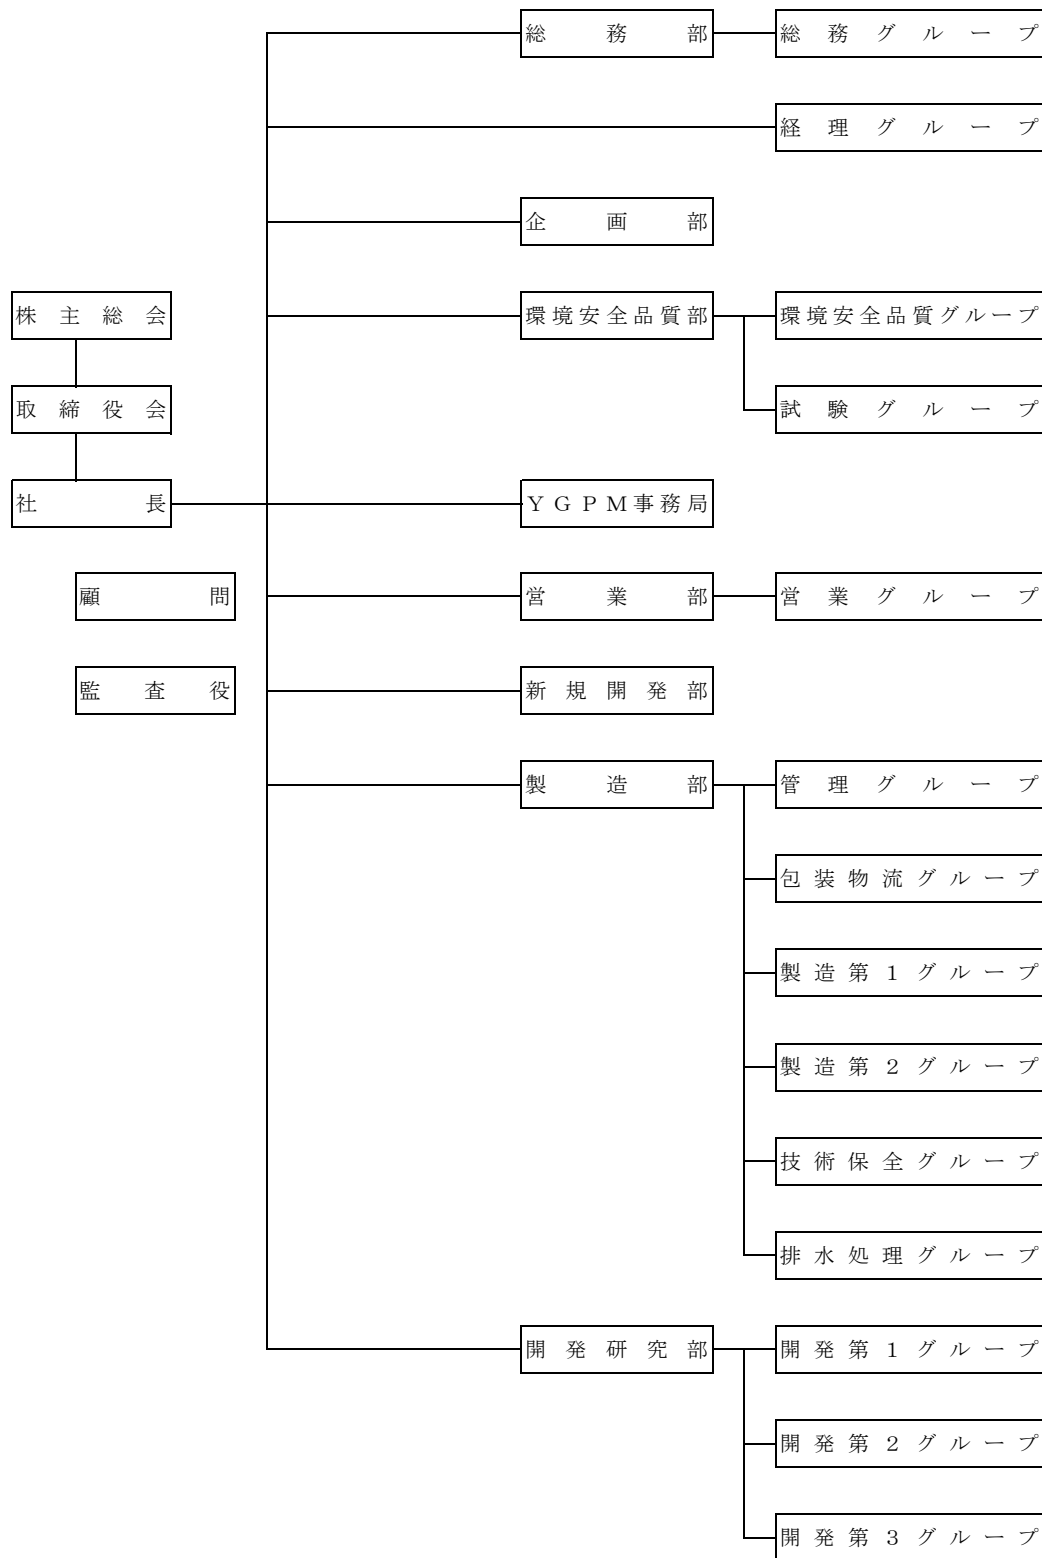 総務部 総務グループ
経理グループ
企画部
株主総会 環境安全品質部 環境安全品質グループ
取締役会 試験グループ
社長 ＹＧＰＭ事務局
顧問 営業部 営業グループ
監査役 新規開発部
製造部 管理グループ
包装物流グループ
製造第１グループ
製造第２グループ
技術保全グループ
排水処理グループ
開発研究部 開発第１グループ
開発第２グループ
開発第３グループ